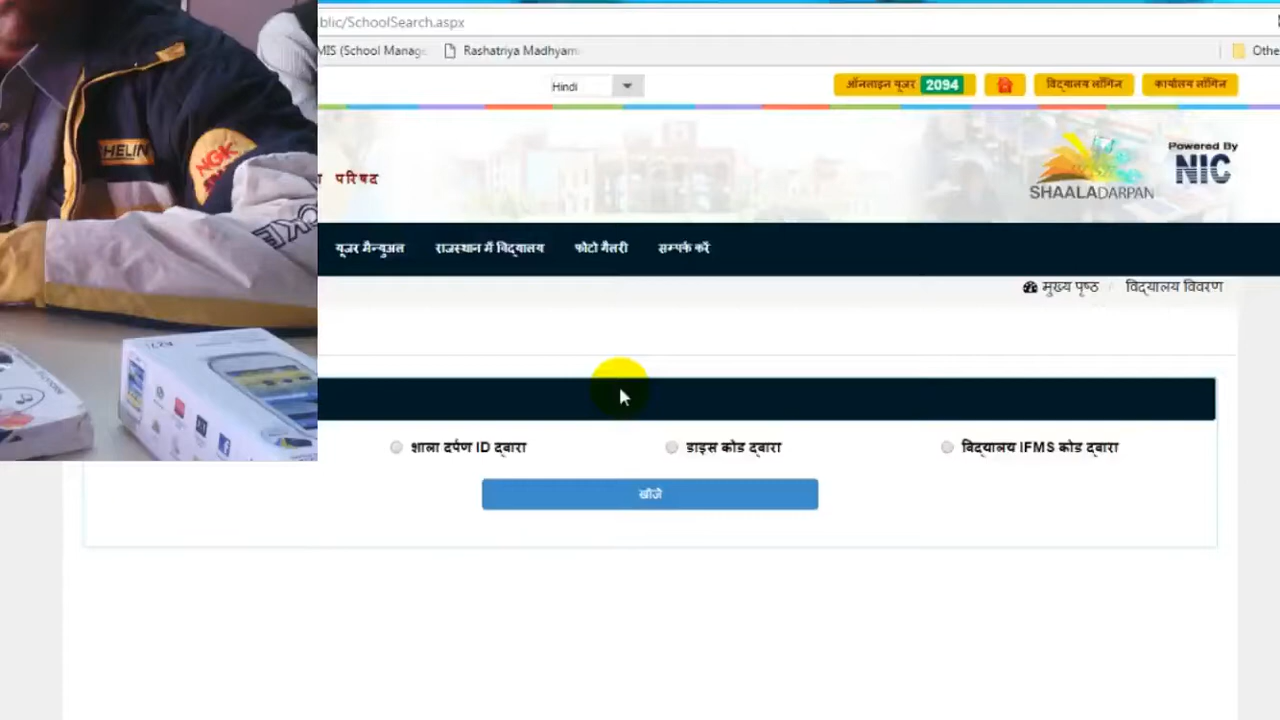 blic/SchoolSearch.aspx
MIS (School Manag
Rashatriya Madhyam
Othe
Hindi
ऑनलाइन यूजर 2094
विद्यालय लॉगिन
कार्यालय लॉगिन
परिषद
SHAALADARPAN
Powered By
NIC
यूजर मैन्युअल
राजस्थान में विद्यालय
फोटो गैलरी
सम्पर्क करें
मुख्य पृष्ठ / विद्यालय विवरण
शाला दर्पण ID द्बारा
डाइस कोड द्बारा
विद्यालय IFMS कोड द्बारा
खोजे
HELIN
NGK